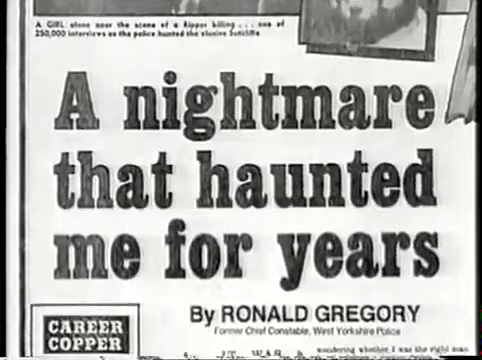 A GIRL alone near the scene of a Ripper killing . . . one of
250,000 interviews as the police hunted the elusive Sutcliffe
A nightmare
that haunted
me for years
By RONALD GREGORY
Former Chief Constable, West Yorkshire Police
CAREER
COPPER
wondering whether I was the right man
IT WAS